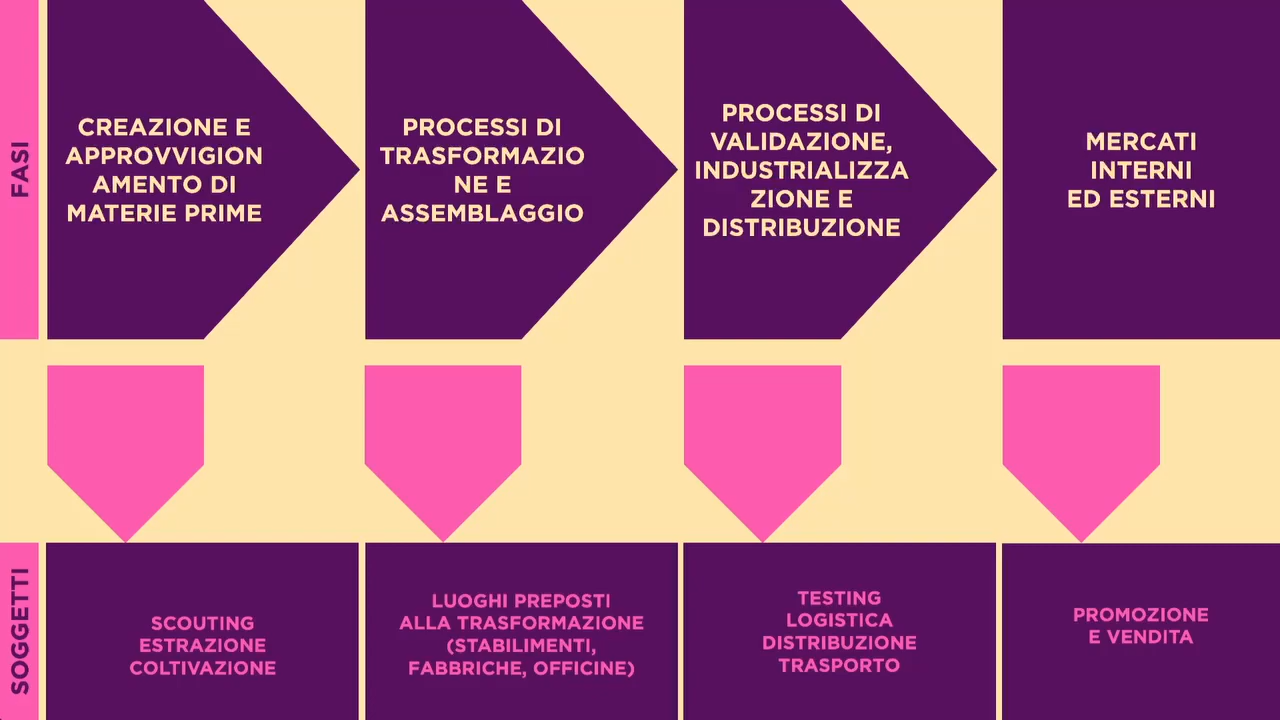 FASI
CREAZIONE E
APPROVVIGION
AMENTO DI
MATERIE PRIME
PROCESSI DI
TRASFORMAZIO
NE E
ASSEMBLAGGIO
PROCESSI DI
VALIDAZIONE,
INDUSTRIALIZZA
ZIONE E
DISTRIBUZIONE
MERCATI
INTERNI
ED ESTERNI
SOGGETTI
SCOUTING
ESTRAZIONE
COLTIVAZIONE
LUOGHI PREPOSTI
ALLA TRASFORMAZIONE
(STABILIMENTI,
FABBRICHE, OFFICINE)
TESTING
LOGISTICA
DISTRIBUZIONE
TRASPORTO
PROMOZIONE
E VENDITA